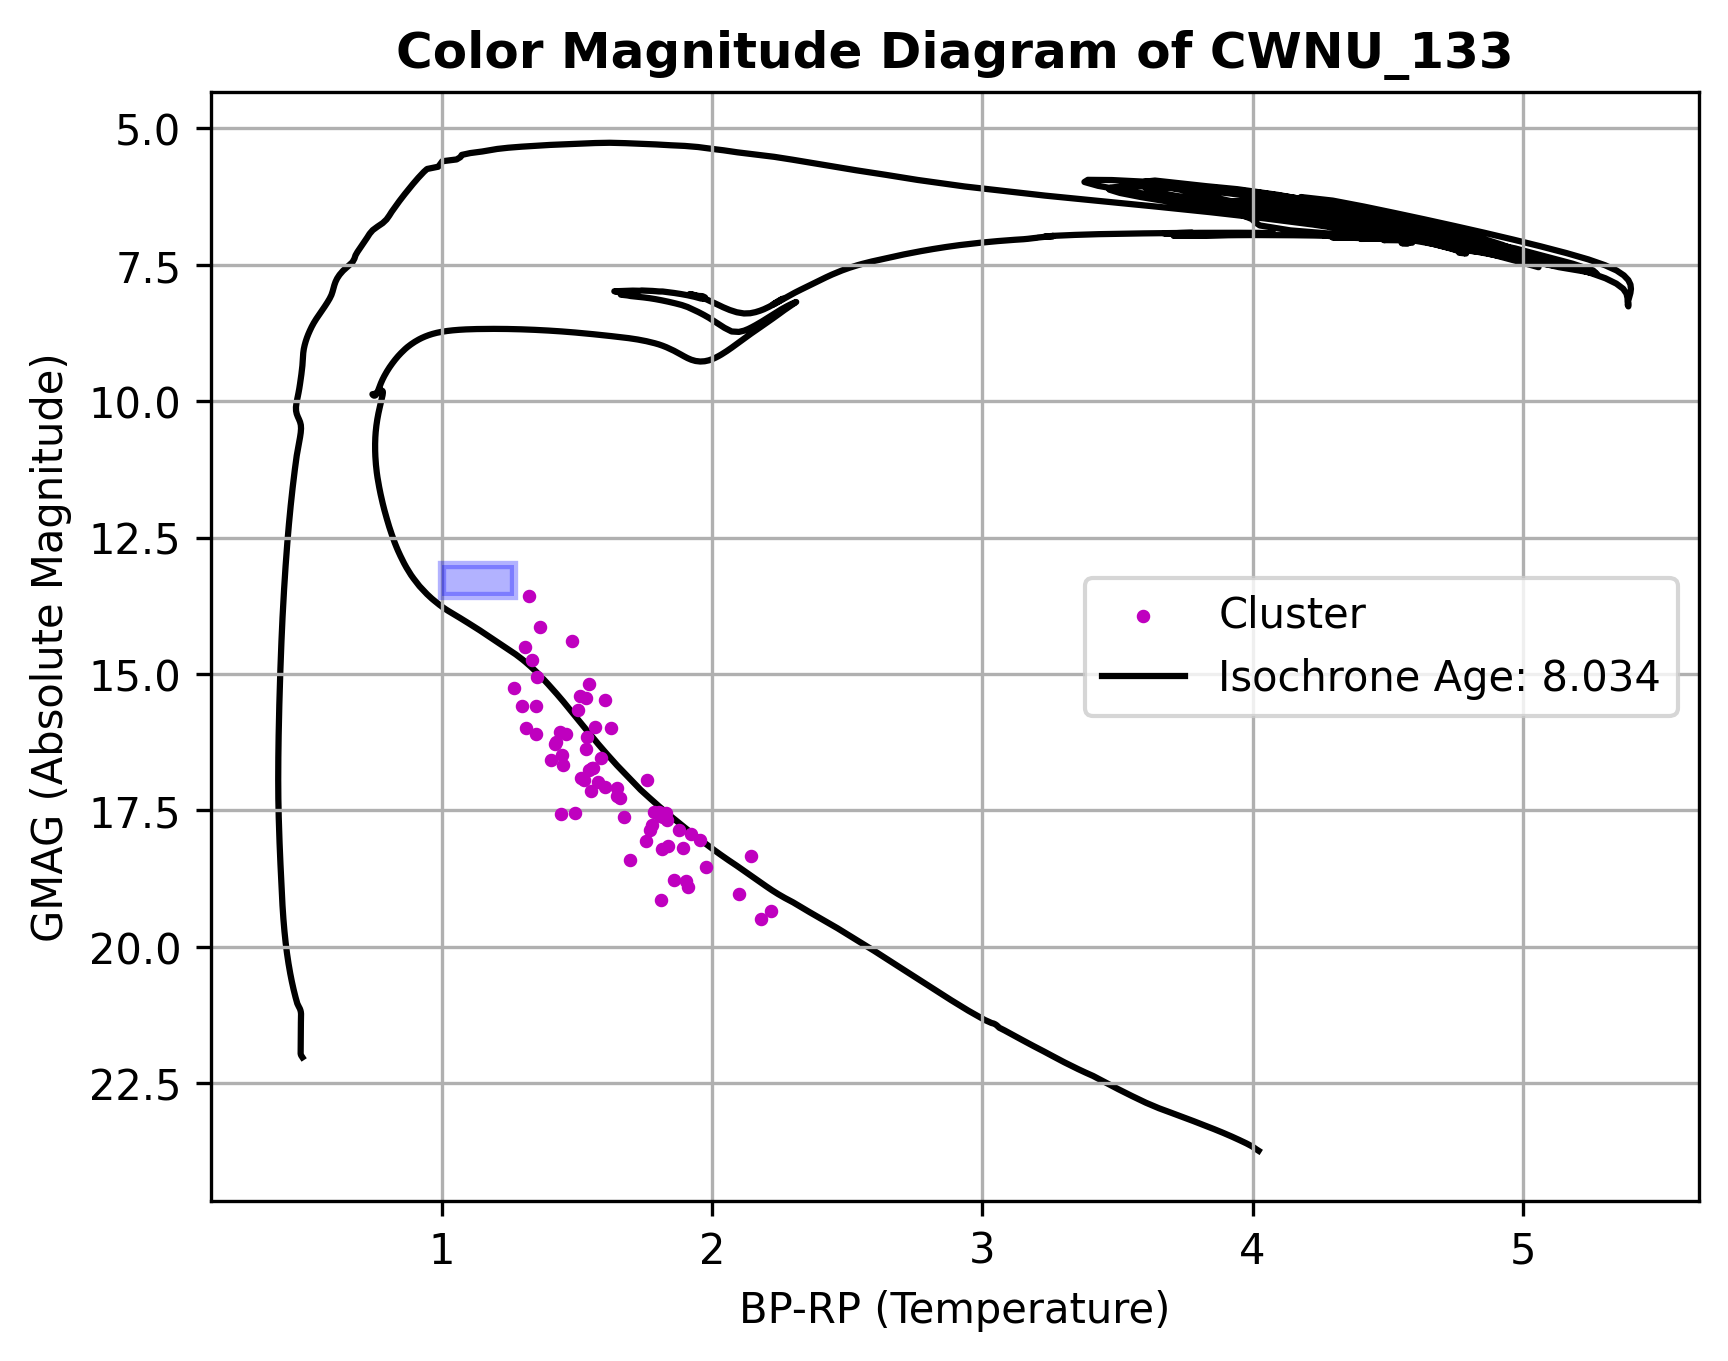 Color Magnitude Diagram of CWNU_133
GMAG (Absolute Magnitude)
5.0
7.5
10.0
12.5
15.0
17.5
20.0
22.5
Cluster
Isochrone Age: 8.034
1 2 3 4 5
BP-RP (Temperature)